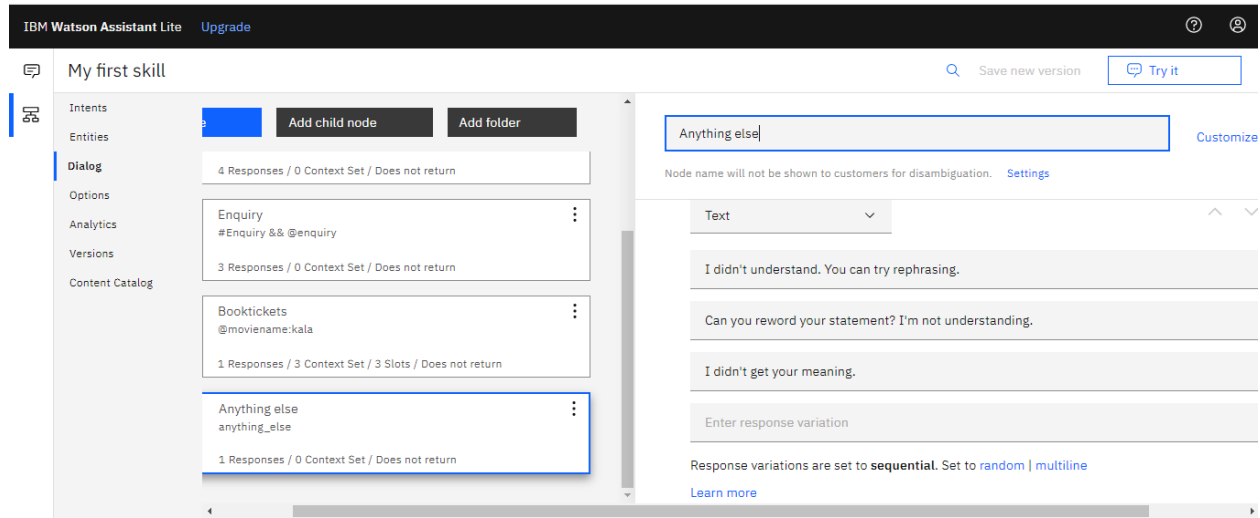 IBM Watson Assistant Lite Upgrade
My first skill
Save new version
Try it
Intents
Entities
Dialog
Options
Analytics
Versions
Content Catalog
e
Add child node
Add folder
4 Responses / 0 Context Set / Does not return
Enquiry
#Enquiry && @enquiry
3 Responses / 0 Context Set / Does not return
Booktickets
@moviename:kala
1 Responses / 3 Context Set / 3 Slots / Does not return
Anything else
anything_else
1 Responses / 0 Context Set / Does not return
Anything else
Customize
Node name will not be shown to customers for disambiguation. Settings
Text
I didn't understand. You can try rephrasing.
Can you reword your statement? I'm not understanding.
I didn't get your meaning.
Enter response variation
Response variations are set to sequential. Set to random | multiline
Learn more